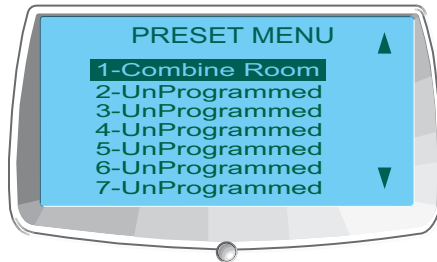 PRESET MENU
1-Combine Room
2-UnProgrammed
3-UnProgrammed
4-UnProgrammed
5-UnProgrammed
6-UnProgrammed
7-UnProgrammed